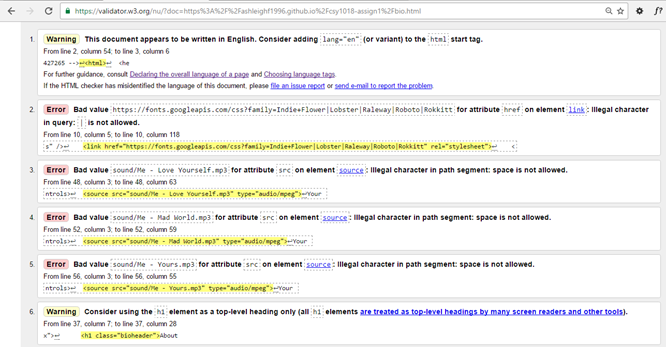 https://validator.w3.org/nu/?doc=https%3A%2F%2Fashleighf1996.github.io%2Fcsy1018-assign1%2Fbio.html
1. Warning This document appears to be written in English. Consider adding lang="en" (or variant) to the html start tag.
From line 2, column 54; to line 3, column 6
427265 -->↩<html>↩ <he
For further guidance, consult Declaring the overall language of a page and Choosing language tags.
If the HTML checker has misidentified the language of this document, please file an issue report or send e-mail to report the problem.
2. Error Bad value https://fonts.googleapis.com/css?family=Indie+Flower|Lobster|Raleway|Roboto|Rokkitt for attribute href on element link: Illegal character
in query: | is not allowed.
From line 10, column 5; to line 10, column 118
s" />↩ <link href="https://fonts.googleapis.com/css?family=Indie+Flower|Lobster|Raleway|Roboto|Rokkitt" rel="stylesheet">↩ <
3. Error Bad value sound/Me - Love Yourself.mp3 for attribute src on element source: Illegal character in path segment: space is not allowed.
From line 48, column 3; to line 48, column 63
ntrols>↩ <source src="sound/Me - Love Yourself.mp3" type="audio/mpeg">↩Your
4. Error Bad value sound/Me - Mad World.mp3 for attribute src on element source: Illegal character in path segment: space is not allowed.
From line 52, column 3; to line 52, column 59
ntrols>↩ <source src="sound/Me - Mad World.mp3" type="audio/mpeg">↩Your
5. Error Bad value sound/Me - Yours.mp3 for attribute src on element source: Illegal character in path segment: space is not allowed.
From line 56, column 3; to line 56, column 55
ntrols>↩ <source src="sound/Me - Yours.mp3" type="audio/mpeg">↩Your
6. Warning Consider using the h1 element as a top-level heading only (all h1 elements are treated as top-level headings by many screen readers and other tools).
From line 37, column 7; to line 37, column 28
x">↩ <h1 class="bioheader">About